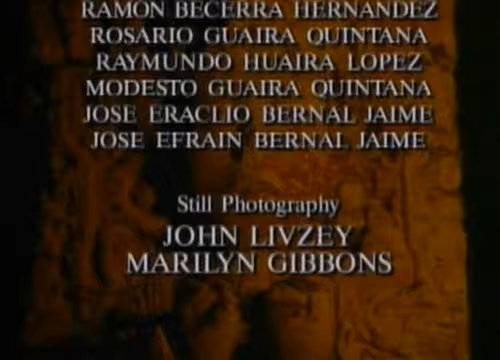 RAMON BECERRA HERNANDEZ
ROSARIO GUAIRA QUINTANA
RAYMUNDO HUAIRA LOPEZ
MODESTO GUAIRA QUINTANA
JOSE ERACLIO BERNAL JAIME
JOSE EFRAIN BERNAL JAIME
Still Photography
JOHN LIVZEY
MARILYN GIBBONS